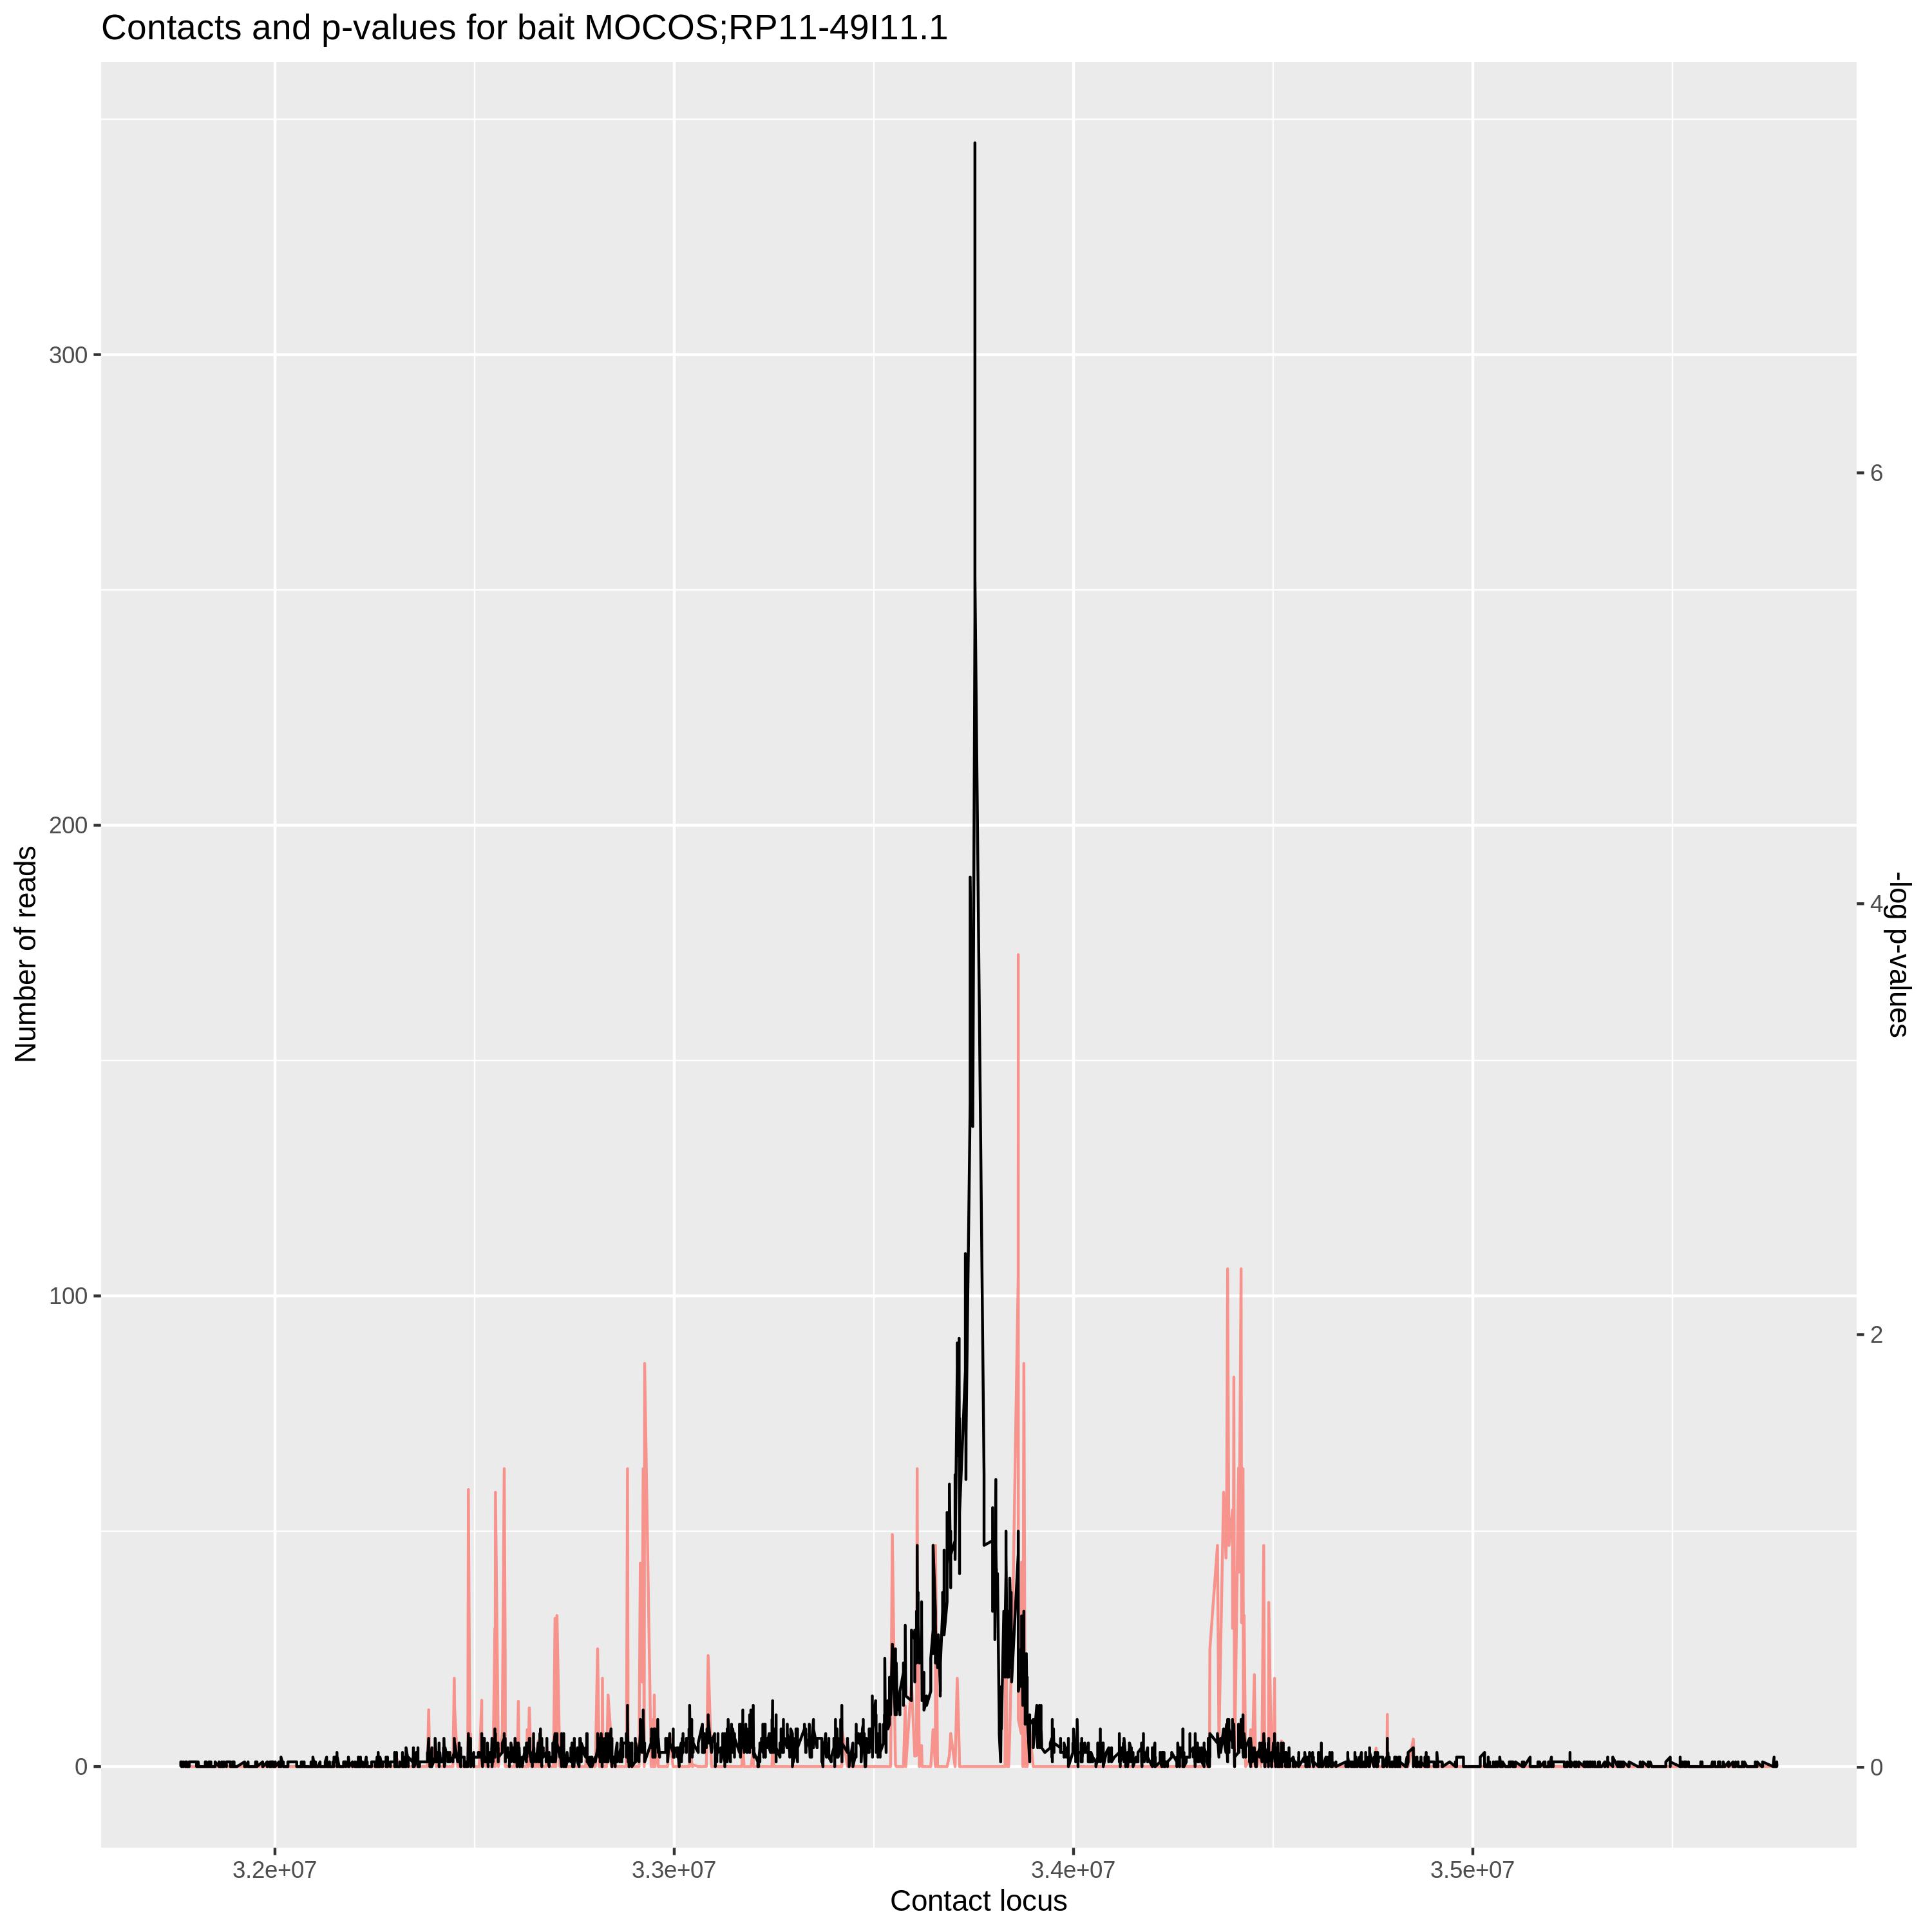 Contacts and p-values for bait MOCOS;RP11-49I11.1
Number of reads
300
200
100
0
6
4
2
0
-log p-values
3.2e+07
3.3e+07
3.4e+07
3.5e+07
Contact locus